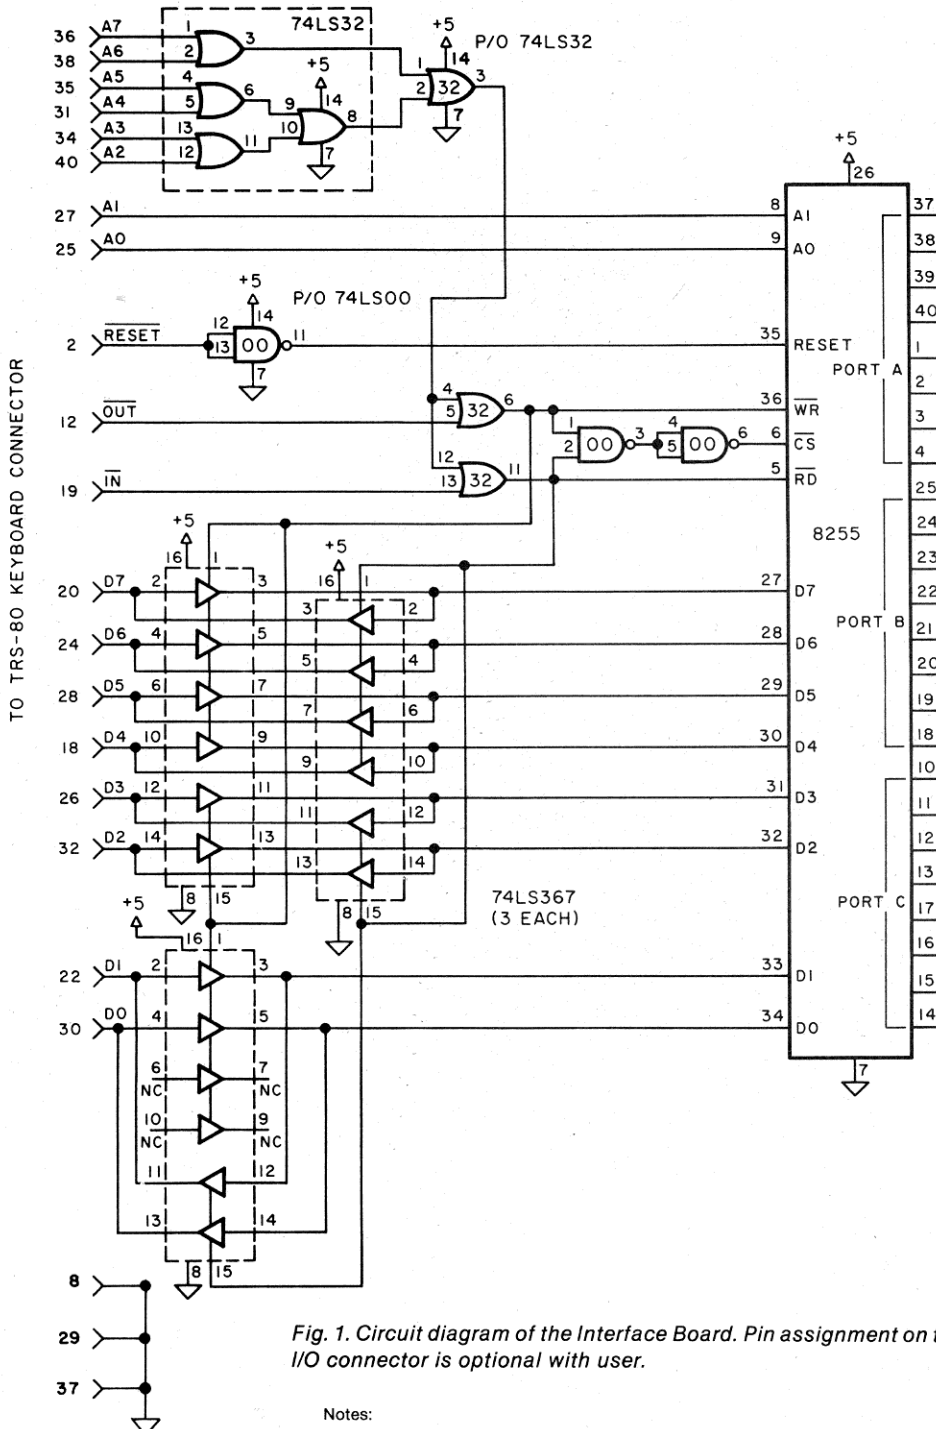 74LS32
+5
P/O 74LS32
36 A7 1 3
38 A6 2
35 A5 4 6
31 A4 5
34 A3 13 11
40 A2 12
9 10 +5 14 8 7
1 2 14 32 3 7
+5
26
27 A1 8 A1
25 A0 9 A0
+5
P/O 74LS00
14
2 RESET 12 13 00 11 35 RESET
7
12 OUT 4 5 32 6 36 WR
1 2 00 3 4 5 00 6 6 CS
19 IN 12 13 32 11 5 RD
TO TRS-80 KEYBOARD CONNECTOR
8255
PORT A
37
38
39
40
1
2
3
4
PORT B
25
24
23
22
21
20
19
18
PORT C
10
11
12
13
17
16
15
14
+5 16 1
+5 16 1
20 D7 2 3 3 2 27 D7
24 D6 4 5 5 4 28 D6
28 D5 6 7 7 6 29 D5
18 D4 10 9 9 10 30 D4
26 D3 12 11 11 12 31 D3
32 D2 14 13 13 14 32 D2
8 15
8 15
74LS367
(3 EACH)
+5 16 1
22 D1 2 3 33 D1
30 D0 4 5 34 D0
6 NC 7 NC
10 NC 9 NC
11 12
13 14
8 15
7
8
29
37
Fig. 1. Circuit diagram of the Interface Board. Pin assignment on
I/O connector is optional with user.
Notes: